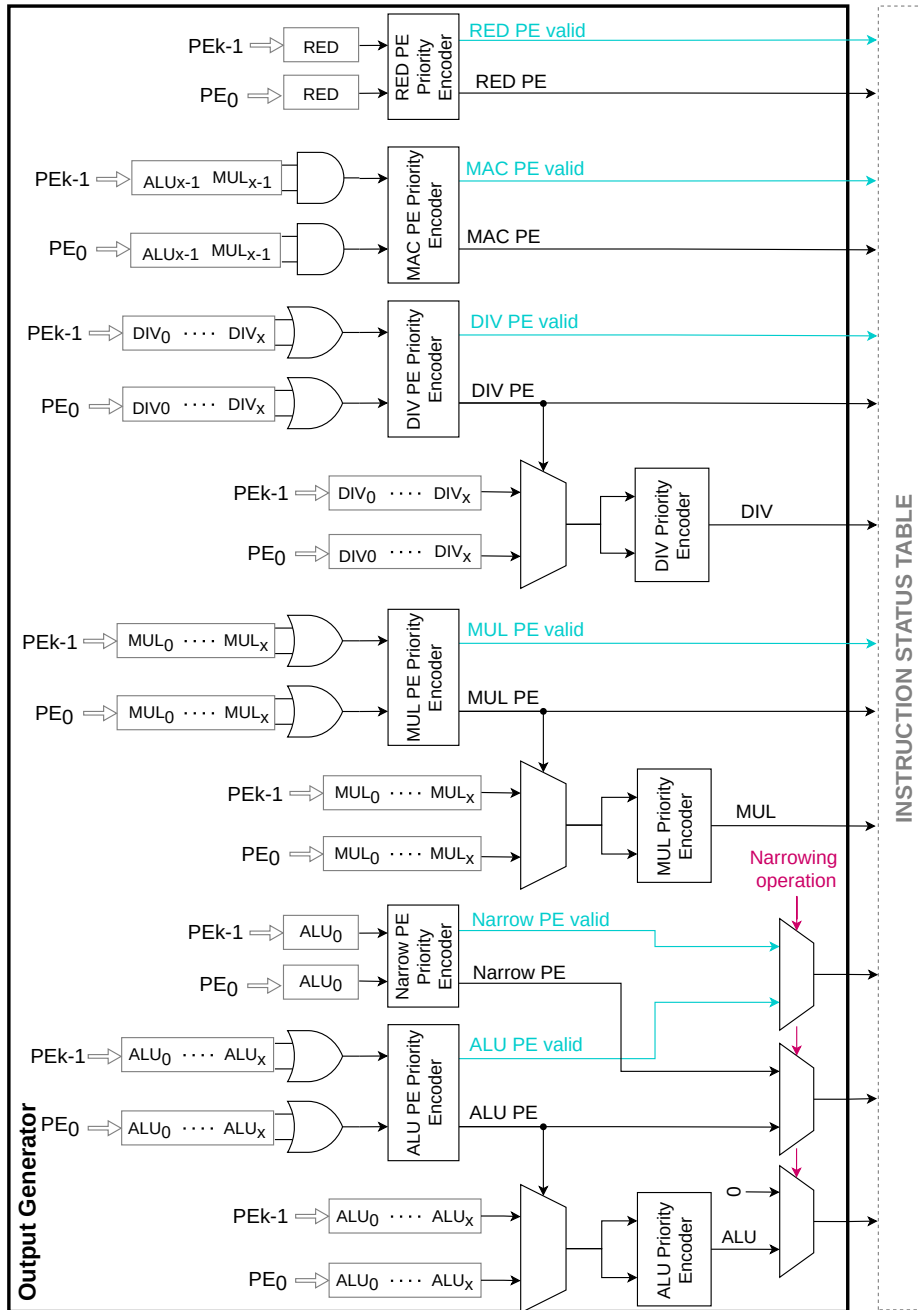 PEk-1
RED
RED PE
Priority
Encoder
RED PE valid
PE0
RED
RED PE
PEk-1
ALUx-1 MULx-1
MAC PE Priority
Encoder
MAC PE valid
PE0
ALUx-1 MULx-1
MAC PE
PEk-1
DIV0 ···· DIVx
DIV PE Priority
Encoder
DIV PE valid
PE0
DIV0 ···· DIVx
DIV PE
PEk-1
DIV0 ···· DIVx
DIV Priority
Encoder
DIV
PE0
DIV0 ···· DIVx
PEk-1
MUL0 ···· MULx
MUL PE Priority
Encoder
MUL PE valid
PE0
MUL0 ···· MULx
MUL PE
PEk-1
MUL0 ···· MULx
MUL Priority
Encoder
MUL
PE0
MUL0 ···· MULx
Narrowing
operation
PEk-1
ALU0
Narrow PE
Priority
Encoder
Narrow PE valid
PE0
ALU0
Narrow PE
PEk-1
ALU0 ···· ALUx
ALU PE Priority
Encoder
ALU PE valid
PE0
ALU0 ···· ALUx
ALU PE
PEk-1
ALU0 ···· ALUx
ALU Priority
Encoder
0
ALU
PE0
ALU0 ···· ALUx
Output Generator
INSTRUCTION STATUS TABLE